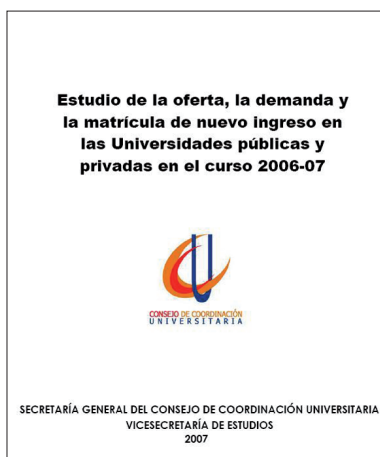 Estudio de la oferta, la demanda y
la matrícula de nuevo ingreso en
las Universidades públicas y
privadas en el curso 2006-07
CONSEJO DE COORDINACIÓN
UNIVERSITARIA
SECRETARÍA GENERAL DEL CONSEJO DE COORDINACIÓN UNIVERSITARIA
VICESECRETARÍA DE ESTUDIOS
2007